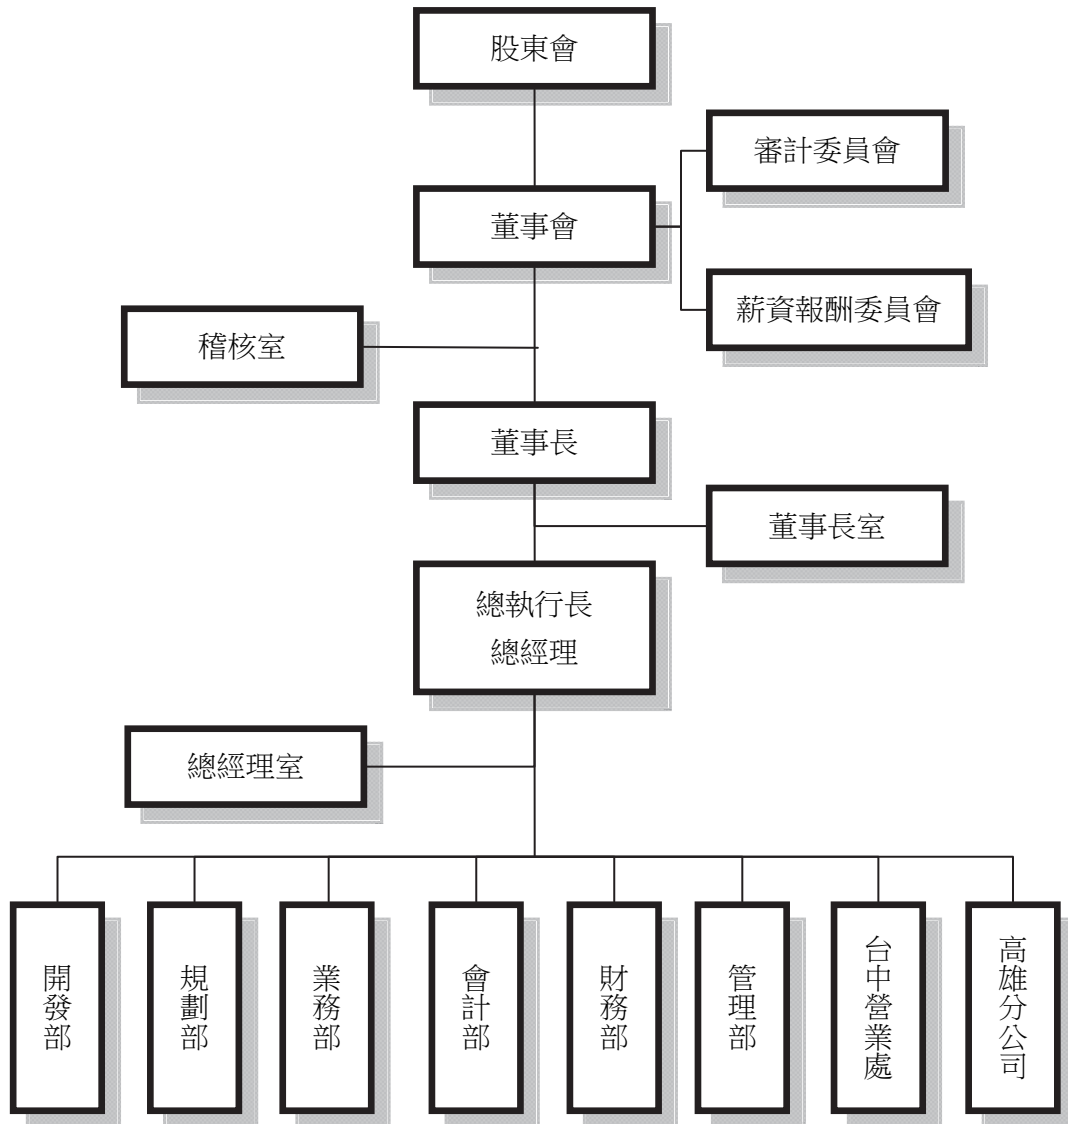 股東會
審計委員會
董事會
薪資報酬委員會
稽核室
董事長
董事長室
總執行長
總經理
總經理室
開發部
規劃部
業務部
會計部
財務部
管理部
台中營業處
高雄分公司